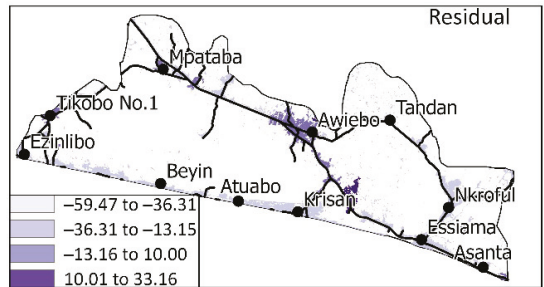 Residual
Mpataba
Tikobo No.1
Awiebo
Tandan
Ezinlibo
Beyin
Atuabo
Krisan
Nkroful
Essiama
Asanta
−59.47 to −36.31
−36.31 to −13.15
−13.16 to 10.00
10.01 to 33.16